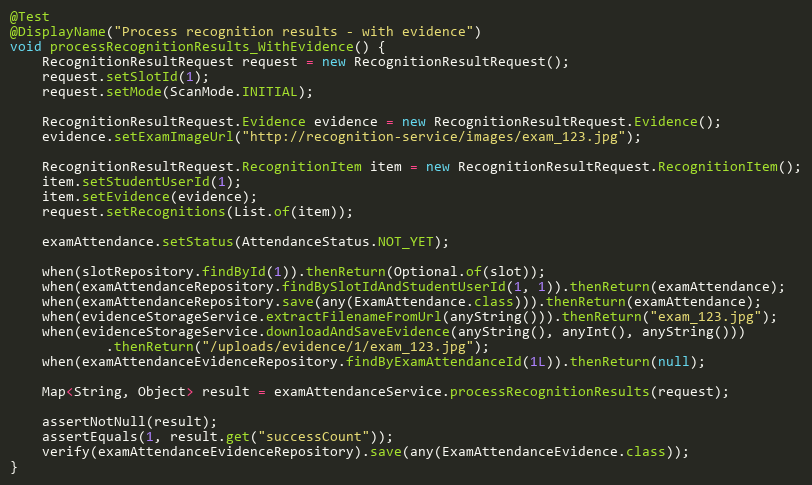 @Test
@DisplayName("Process recognition results - with evidence")
void processRecognitionResults_WithEvidence() {
    RecognitionResultRequest request = new RecognitionResultRequest();
    request.setSlotId(1);
    request.setMode(ScanMode.INITIAL);

    RecognitionResultRequest.Evidence evidence = new RecognitionResultRequest.Evidence();
    evidence.setExamImageUrl("http://recognition-service/images/exam_123.jpg");

    RecognitionResultRequest.RecognitionItem item = new RecognitionResultRequest.RecognitionItem();
    item.setStudentUserId(1);
    item.setEvidence(evidence);
    request.setRecognitions(List.of(item));

    examAttendance.setStatus(AttendanceStatus.NOT_YET);

    when(slotRepository.findById(1)).thenReturn(Optional.of(slot));
    when(examAttendanceRepository.findBySlotIdAndStudentUserId(1, 1)).thenReturn(examAttendance);
    when(examAttendanceRepository.save(any(ExamAttendance.class))).thenReturn(examAttendance);
    when(evidenceStorageService.extractFilenameFromUrl(anyString())).thenReturn("exam_123.jpg");
    when(evidenceStorageService.downloadAndSaveEvidence(anyString(), anyInt(), anyString()))
            .thenReturn("/uploads/evidence/1/exam_123.jpg");
    when(examAttendanceEvidenceRepository.findByExamAttendanceId(1L)).thenReturn(null);

    Map<String, Object> result = examAttendanceService.processRecognitionResults(request);

    assertNotNull(result);
    assertEquals(1, result.get("successCount"));
    verify(examAttendanceEvidenceRepository).save(any(ExamAttendanceEvidence.class));
}